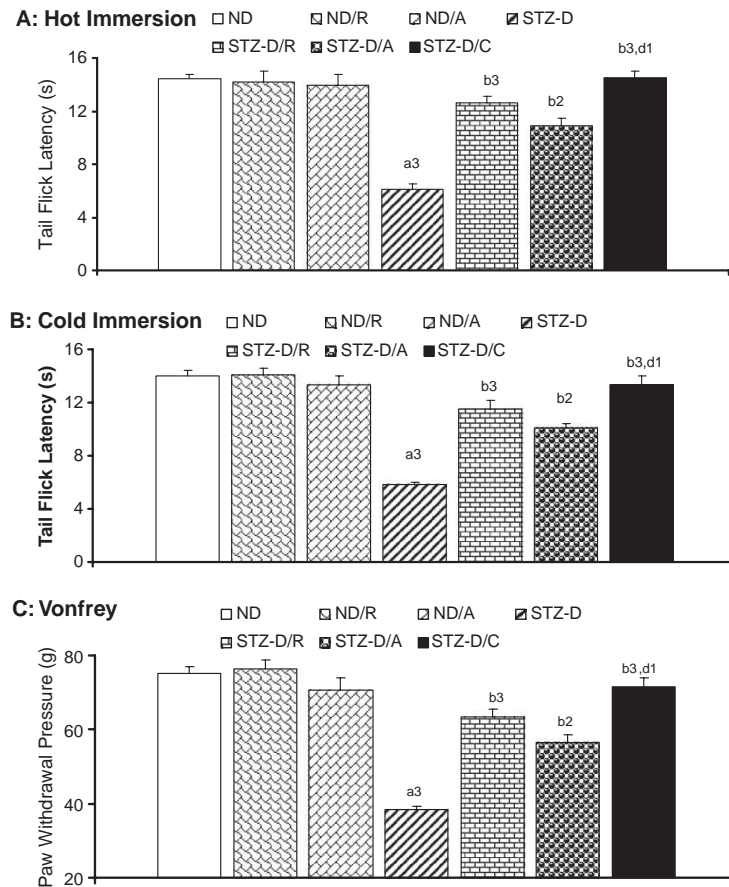 A: Hot Immersion
ND ND/R ND/A STZ-D
STZ-D/R STZ-D/A STZ-D/C
Tail Flick Latency (s)
16
12
8
4
0
a3
b3
b2
b3,d1
B: Cold Immersion
ND ND/R ND/A STZ-D
STZ-D/R STZ-D/A STZ-D/C
Tail Flick Latency (s)
16
12
8
4
0
a3
b3
b2
b3,d1
C: Vonfrey
ND ND/R ND/A STZ-D
STZ-D/R STZ-D/A STZ-D/C
Paw Withdrawal Pressure (g)
80
60
40
20
a3
b3
b2
b3,d1